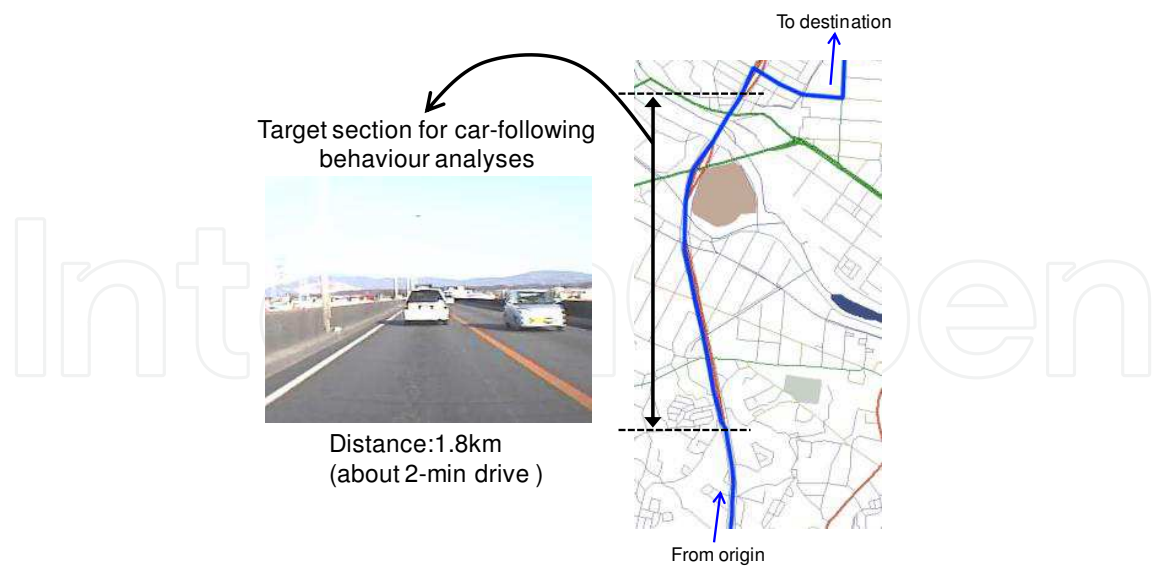 To destination
Target section for car-following
behaviour analyses
Distance:1.8km
(about 2-min drive )
From origin